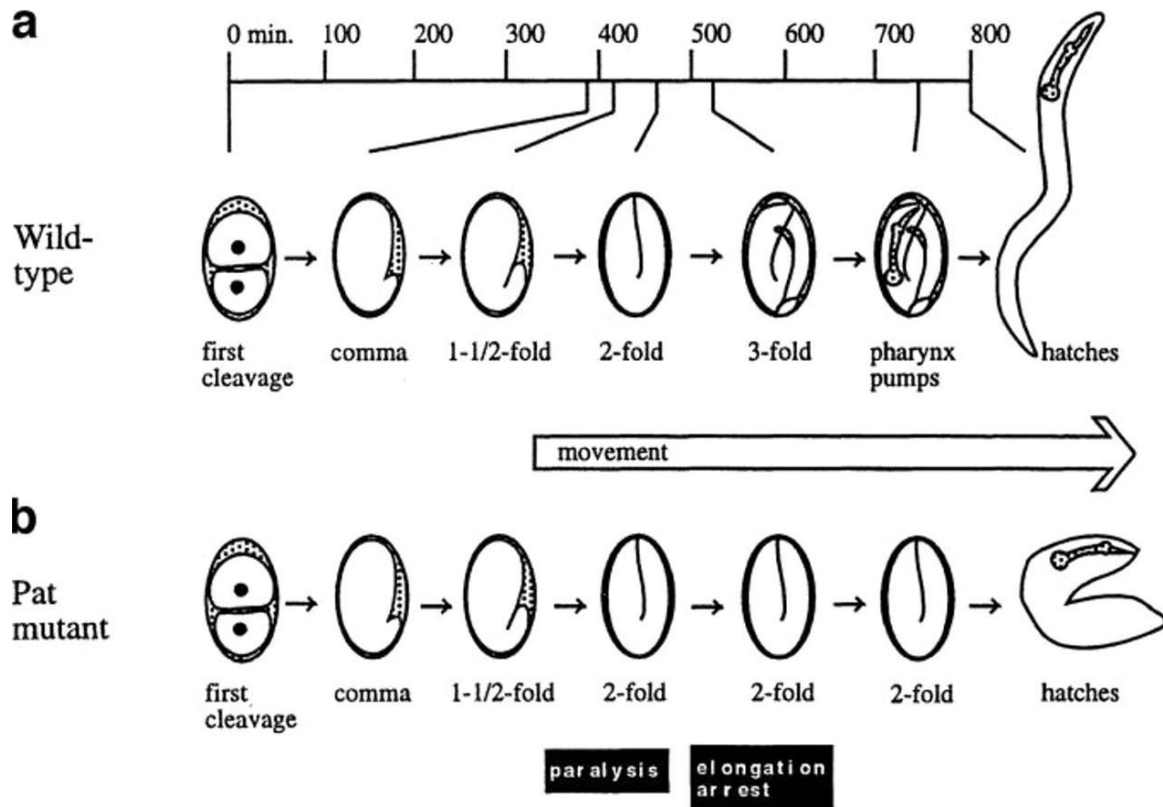 a
0 min. 100 200 300 400 500 600 700 800
Wild-
type
first
cleavage
comma
1-1/2-fold
2-fold
3-fold
pharynx
pumps
hatches
movement
b
Pat
mutant
first
cleavage
comma
1-1/2-fold
2-fold
2-fold
2-fold
hatches
paralysis
elongation
arrest